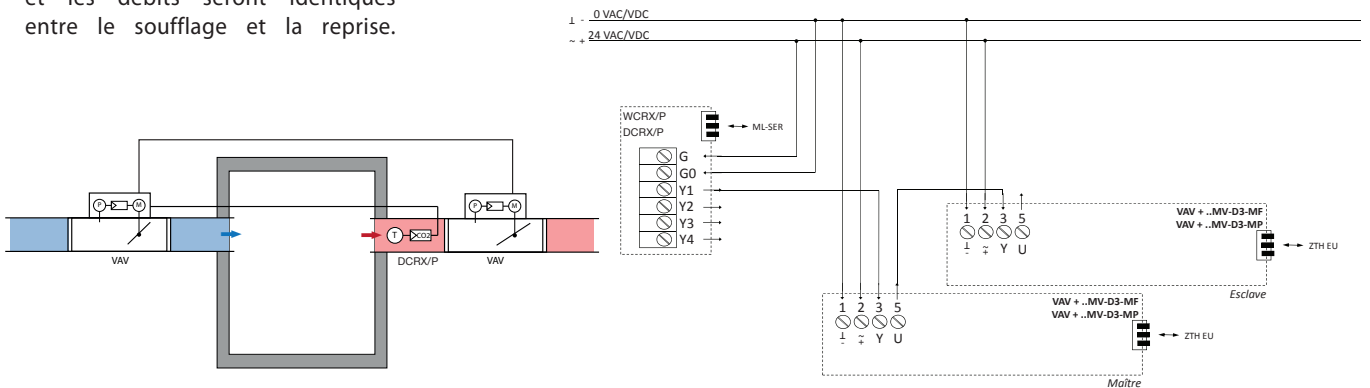 et les débits seront identiques
entre le soufflage et la reprise.
⊥ - 0 VAC/VDC
~ + 24 VAC/VDC
WCRX/P
DCRX/P
ML-SER
G
G0
Y1
Y2
Y3
Y4
P
M
P
M
T
CO2
VAV
DCRX/P
VAV
1 2 3 5
⊥ ~ Y U
- +
VAV + ..MV-D3-MF
VAV + ..MV-D3-MP
ZTH EU
Esclave
1 2 3 5
⊥ ~ Y U
- +
VAV + ..MV-D3-MF
VAV + ..MV-D3-MP
ZTH EU
Maître